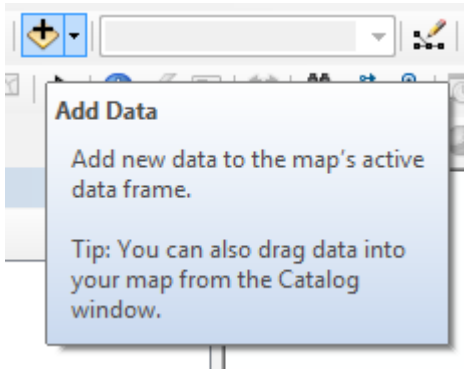 Add Data
Add new data to the map's active
data frame.
Tip: You can also drag data into
your map from the Catalog
window.